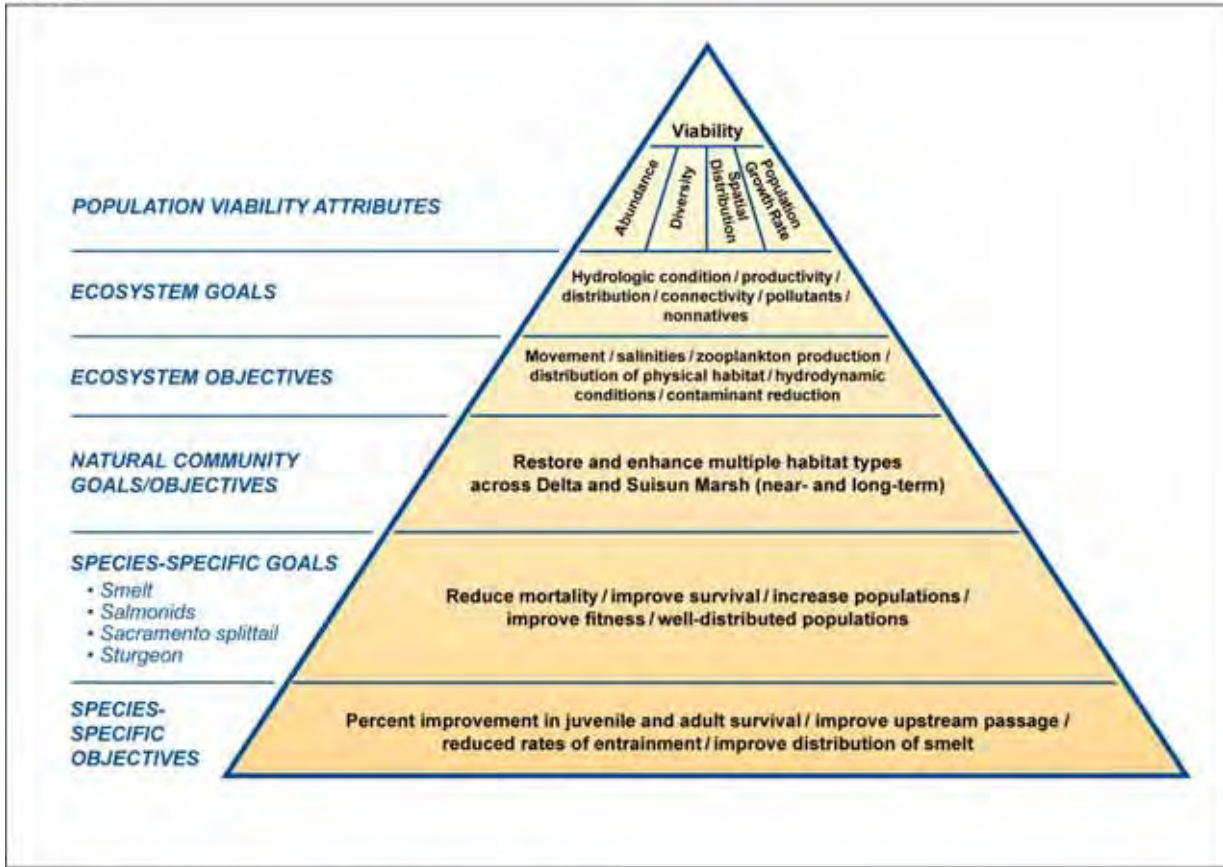 Viability
Abundance
Diversity
Spatial
Distribution
Population
Growth Rate
POPULATION VIABILITY ATTRIBUTES
ECOSYSTEM GOALS
Hydrologic condition / productivity /
distribution / connectivity / pollutants /
nonnatives
ECOSYSTEM OBJECTIVES
Movement / salinities / zooplankton production /
distribution of physical habitat / hydrodynamic
conditions / contaminant reduction
NATURAL COMMUNITY
GOALS/OBJECTIVES
Restore and enhance multiple habitat types
across Delta and Suisun Marsh (near- and long-term)
SPECIES-SPECIFIC GOALS
• Smelt
• Salmonids
• Sacramento splittail
• Sturgeon
Reduce mortality / improve survival / increase populations /
improve fitness / well-distributed populations
SPECIES-
SPECIFIC
OBJECTIVES
Percent improvement in juvenile and adult survival / improve upstream passage /
reduced rates of entrainment / improve distribution of smelt